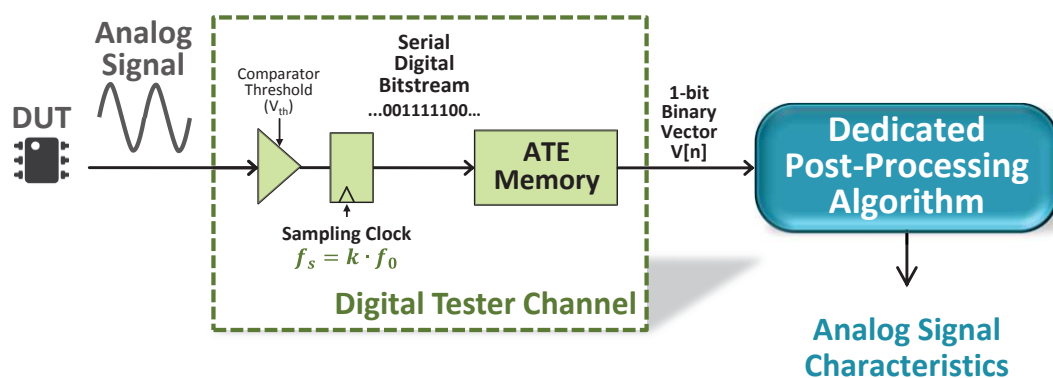 Analog
Signal
DUT
Comparator
Threshold
(Vth)
Serial
Digital
Bitstream
...001111100...
ATE
Memory
1-bit
Binary
Vector
V[n]
Dedicated
Post-Processing
Algorithm
Sampling Clock
fs = k · f0
Digital Tester Channel
Analog Signal
Characteristics